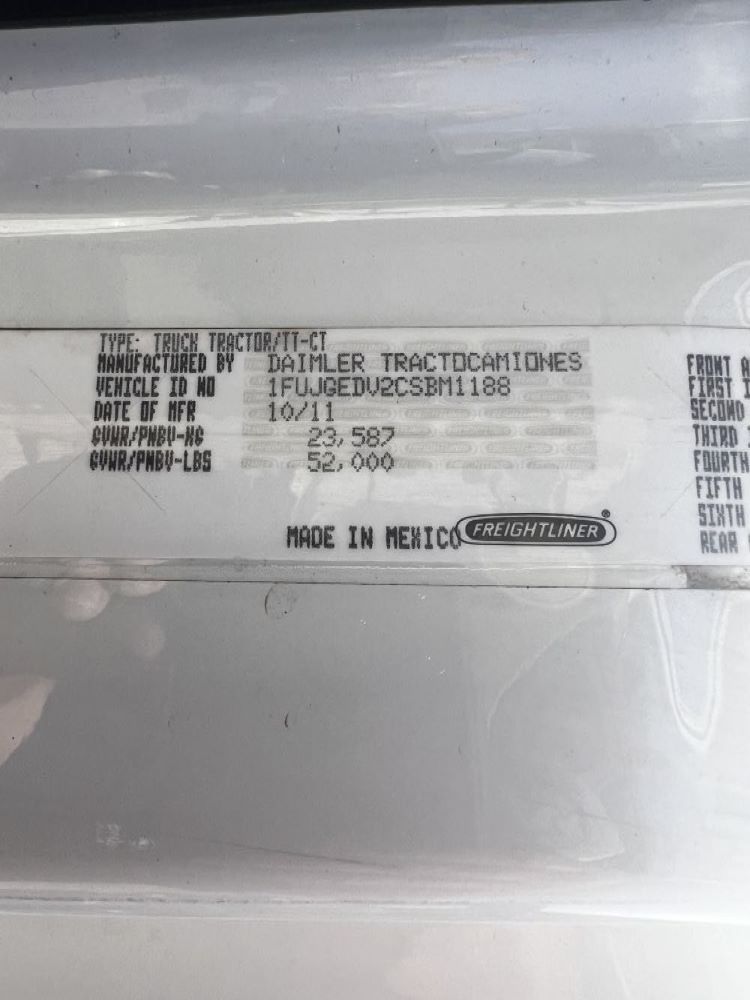 TYPE: TRUCK TRACTOR/TT-CT
MANUFACTURED BY DAIMLER TRACTOCAMIONES
VEHICLE ID NO 1FUJGEDV2CSBM1188
DATE OF MFR 10/11
GVWR/PNBV-KG 23,587
GVWR/PNBV-LBS 52,000
MADE IN MEXICO FREIGHTLINER ®
FRONT A
FIRST I
SECOND
THIRD
FOURTH
FIFTH
SIXTH
REAR